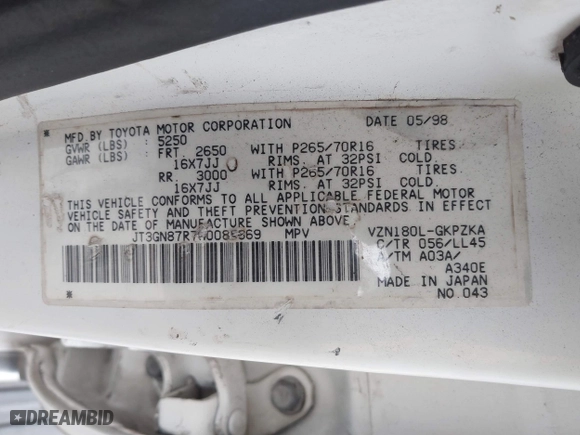 MFD BY TOYOTA MOTOR CORPORATION DATE 05/98
GVWR (LBS) : 5250
GAWR (LBS) : FRT. 2650 WITH P265/70R16 TIRES
16X7JJ RIMS. AT 32PSI COLD.
RR. 3000 WITH P265/70R16 TIRES
16X7JJ RIMS. AT 32PSI COLD.
THIS VEHICLE CONFORMS TO ALL APPLICABLE FEDERAL MOTOR
VEHICLE SAFETY AND THEFT PREVENTION STANDARDS IN EFFECT
ON THE DATE OF MANUFACTURE SHOWN ABOVE.
MPV VZN180L-GKPZKA
C/TR 056/LL45
A/TM A03A/
A340E
MADE IN JAPAN
NO.043
DREAMBID